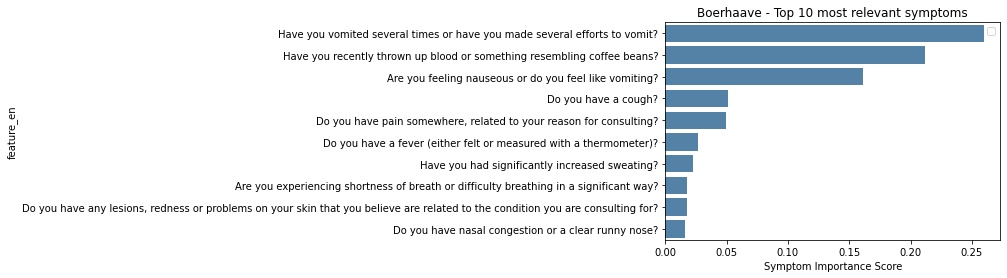 Boerhaave - Top 10 most relevant symptoms
Have you vomited several times or have you made several efforts to vomit?
Have you recently thrown up blood or something resembling coffee beans?
Are you feeling nauseous or do you feel like vomiting?
Do you have a cough?
Do you have pain somewhere, related to your reason for consulting?
Do you have a fever (either felt or measured with a thermometer)?
Have you had significantly increased sweating?
Are you experiencing shortness of breath or difficulty breathing in a significant way?
Do you have any lesions, redness or problems on your skin that you believe are related to the condition you are consulting for?
Do you have nasal congestion or a clear runny nose?
feature_en
0.00 0.05 0.10 0.15 0.20 0.25
Symptom Importance Score